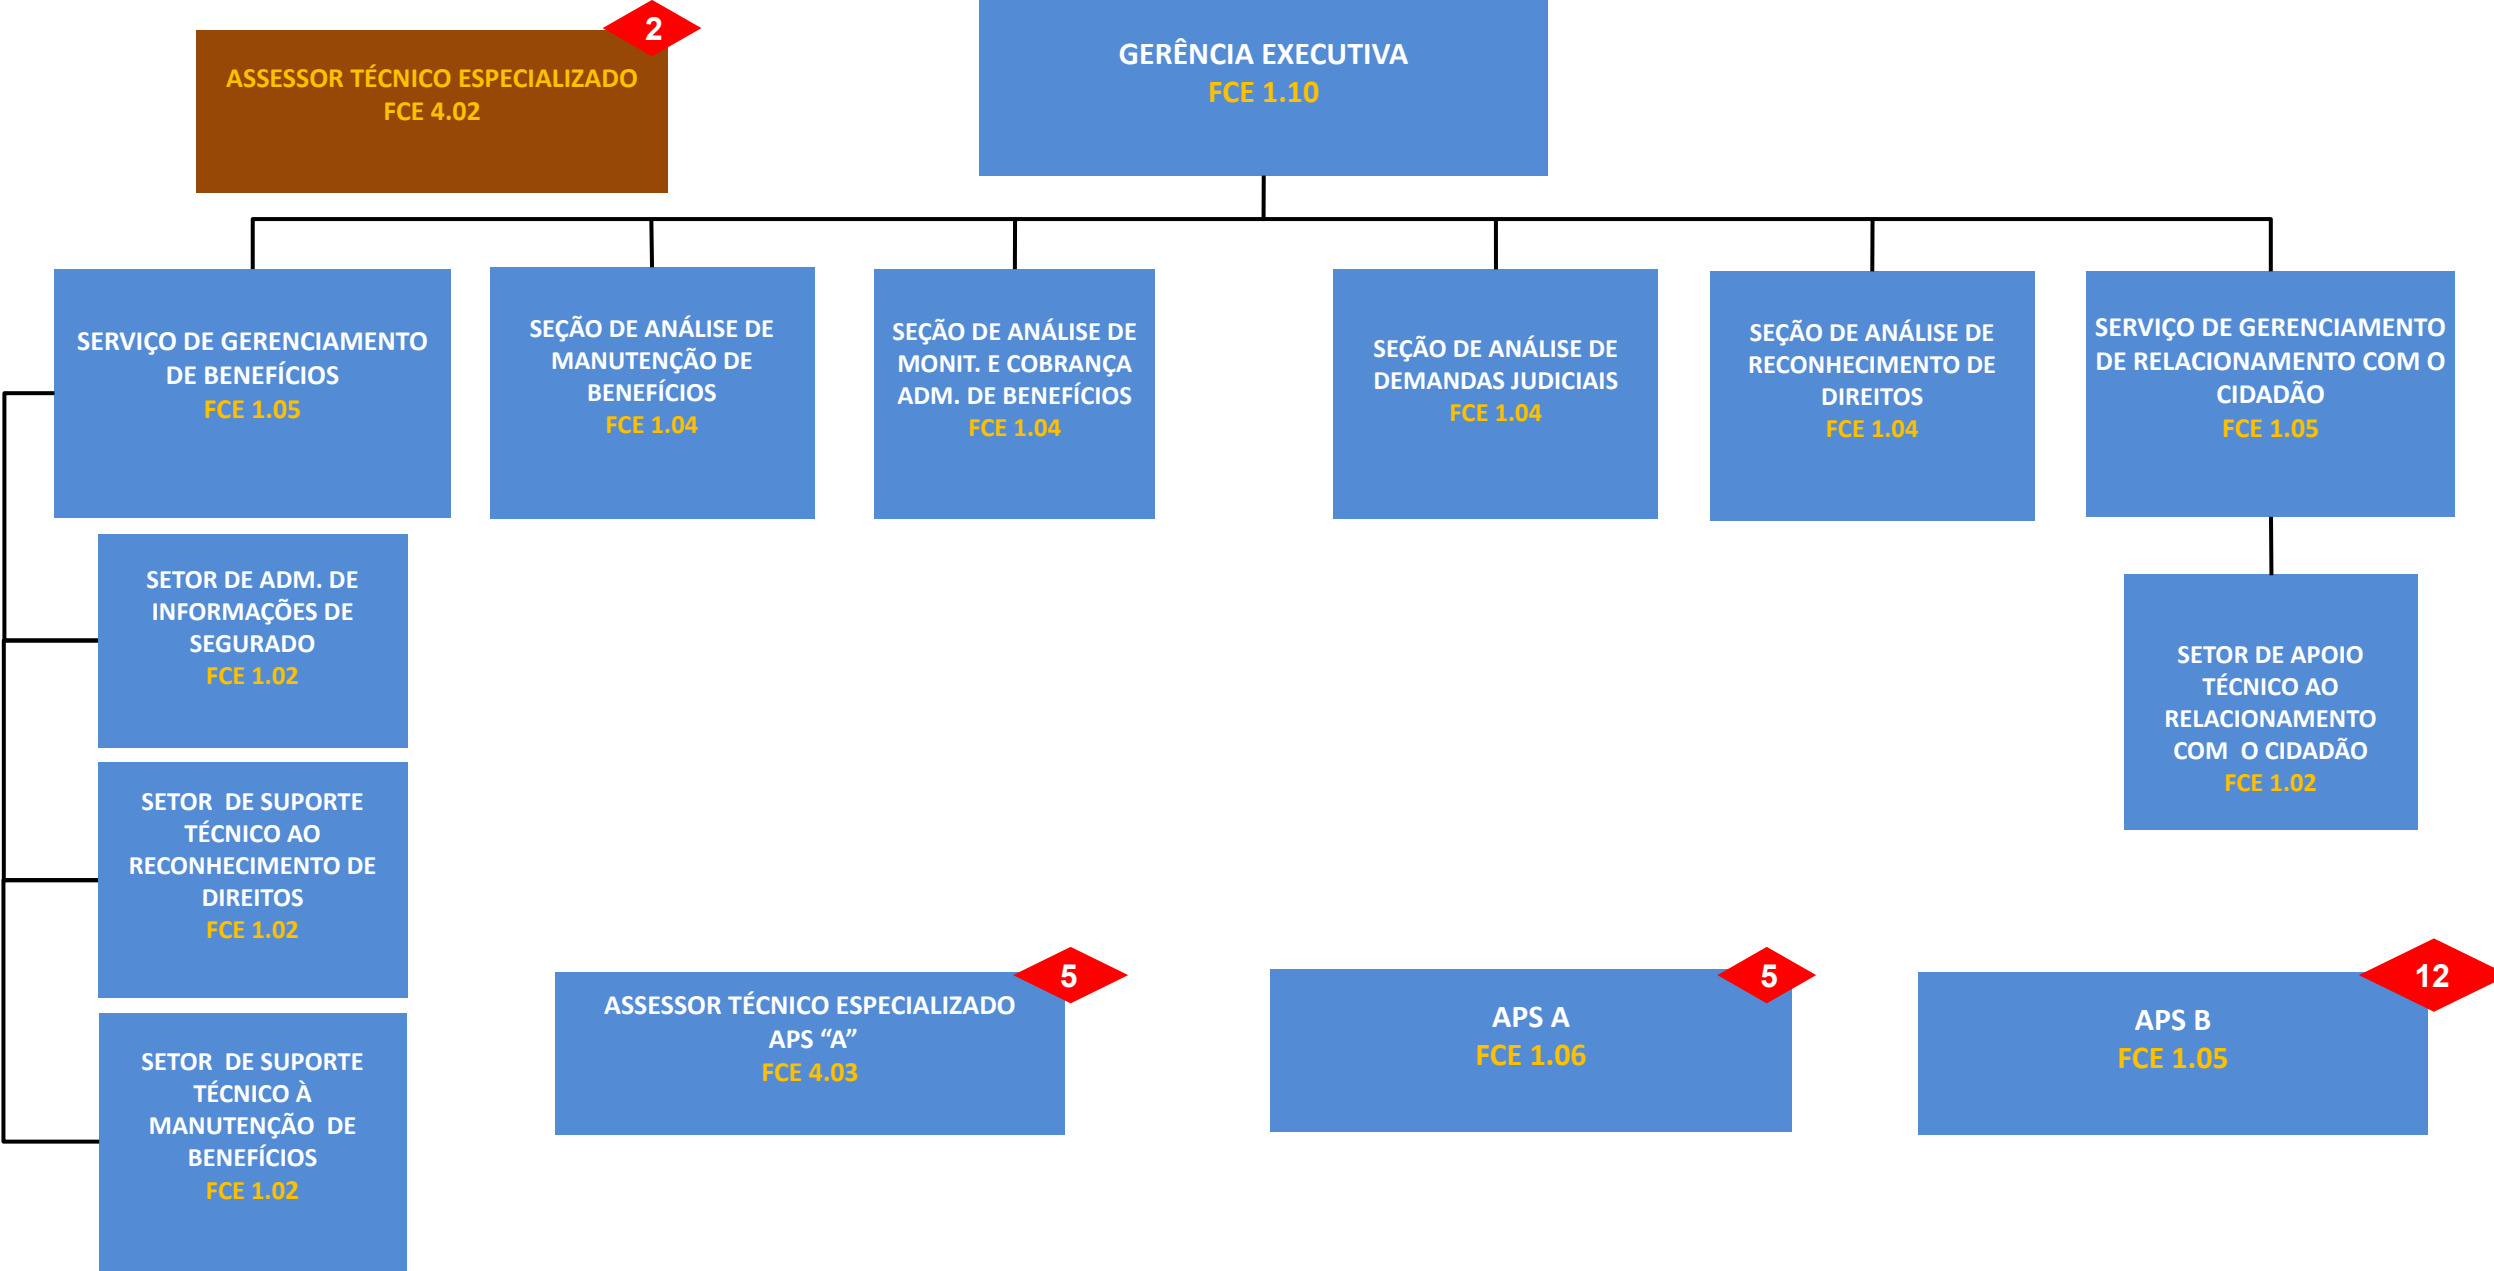 2
ASSESSOR TÉCNICO ESPECIALIZADO
FCE 4.02
GERÊNCIA EXECUTIVA
FCE 1.10
SERVIÇO DE GERENCIAMENTO
DE BENEFÍCIOS
FCE 1.05
SEÇÃO DE ANÁLISE DE
MANUTENÇÃO DE
BENEFÍCIOS
FCE 1.04
SEÇÃO DE ANÁLISE DE
MONIT. E COBRANÇA
ADM. DE BENEFÍCIOS
FCE 1.04
SEÇÃO DE ANÁLISE DE
DEMANDAS JUDICIAIS
FCE 1.04
SEÇÃO DE ANÁLISE DE
RECONHECIMENTO DE
DIREITOS
FCE 1.04
SERVIÇO DE GERENCIAMENTO
DE RELACIONAMENTO COM O
CIDADÃO
FCE 1.05
SETOR DE ADM. DE
INFORMAÇÕES DE
SEGURADO
FCE 1.02
SETOR DE APOIO
TÉCNICO AO
RELACIONAMENTO
COM O CIDADÃO
FCE 1.02
SETOR DE SUPORTE
TÉCNICO AO
RECONHECIMENTO DE
DIREITOS
FCE 1.02
SETOR DE SUPORTE
TÉCNICO À
MANUTENÇÃO DE
BENEFÍCIOS
FCE 1.02
5
ASSESSOR TÉCNICO ESPECIALIZADO
APS “A”
FCE 4.03
5
APS A
FCE 1.06
12
APS B
FCE 1.05